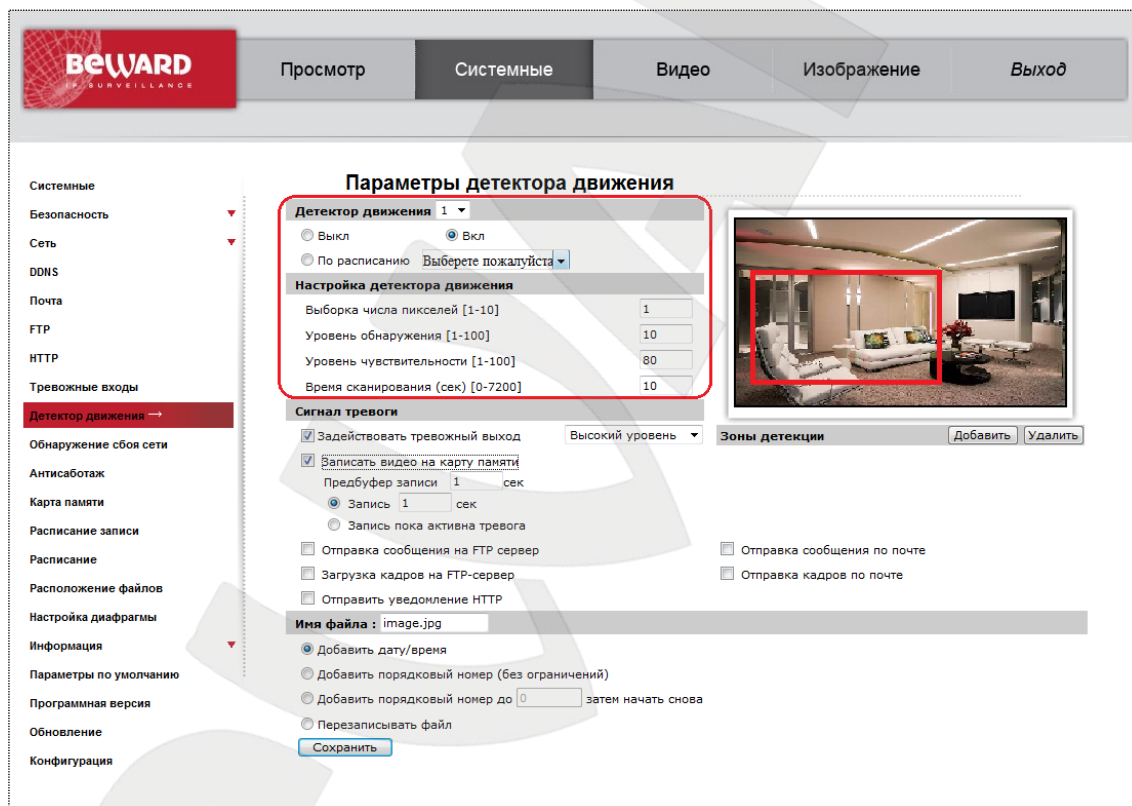 BEWARD
IP SURVEILLANCE
Просмотр
Системные
Видео
Изображение
Выход
Системные
Безопасность
Сеть
DDNS
Почта
FTP
HTTP
Тревожные входы
Детектор движения →
Обнаружение сбоя сети
Антисаботаж
Карта памяти
Расписание записи
Расписание
Расположение файлов
Настройка диафрагмы
Информация
Параметры по умолчанию
Программная версия
Обновление
Конфигурация
Параметры детектора движения
Детектор движения 1
Выкл Вкл
По расписанию Выберете пожалуйста
Настройка детектора движения
Выборка числа пикселей [1-10] 1
Уровень обнаружения [1-100] 10
Уровень чувствительности [1-100] 80
Время сканирования (сек) [0-7200] 10
Сигнал тревоги
Задействовать тревожный выход Высокий уровень
Зоны детекции Добавить Удалить
Записать видео на карту памяти
Предбуфер записи 1 сек
Запись 1 сек
Запись пока активна тревога
Отправка сообщения на FTP сервер
Отправка сообщения по почте
Загрузка кадров на FTP-сервер
Отправка кадров по почте
Отправить уведомление HTTP
Имя файла : image.jpg
Добавить дату/время
Добавить порядковый номер (без ограничений)
Добавить порядковый номер до 0 затем начать снова
Перезаписывать файл
Сохранить